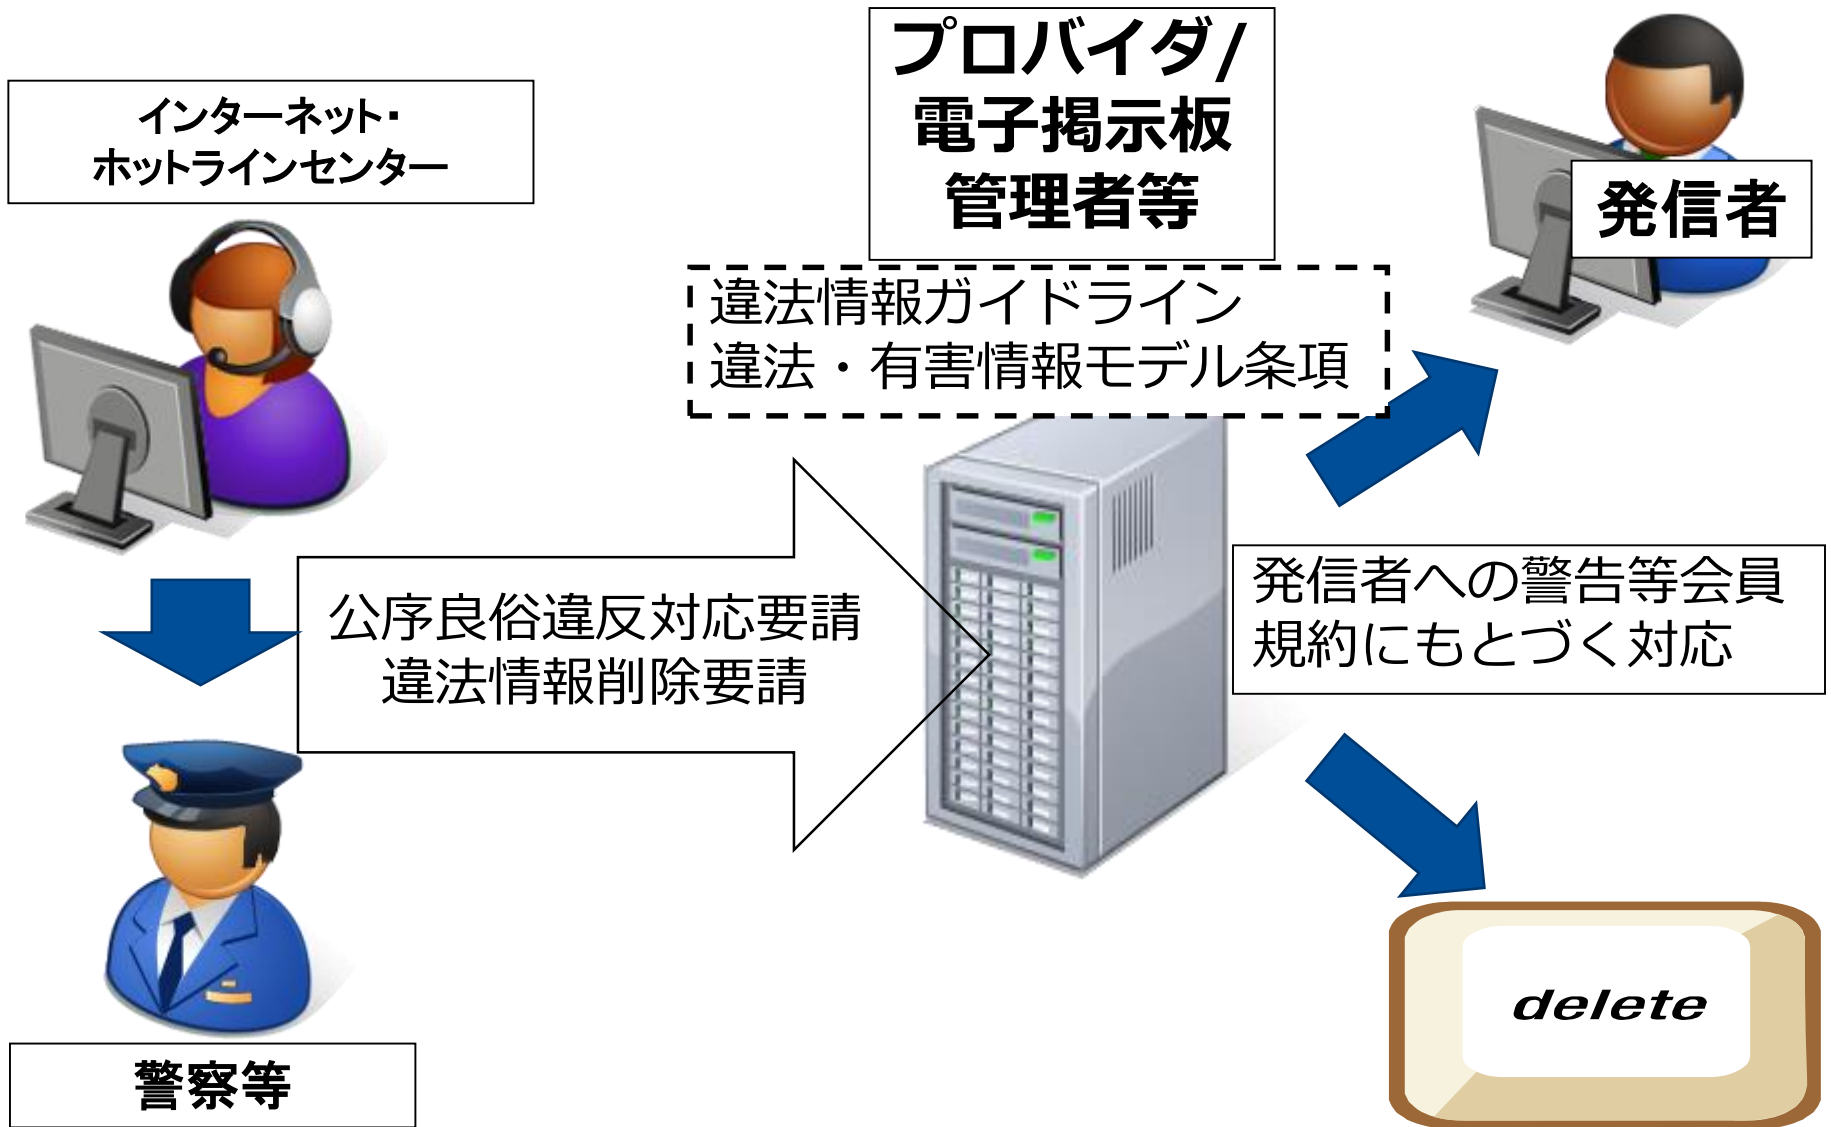 インターネット・
ホットラインセンター
プロバイダ/
電子掲示板
管理者等
発信者
違法情報ガイドライン
違法・有害情報モデル条項
公序良俗違反対応要請
違法情報削除要請
発信者への警告等会員
規約にもとづく対応
警察等
delete